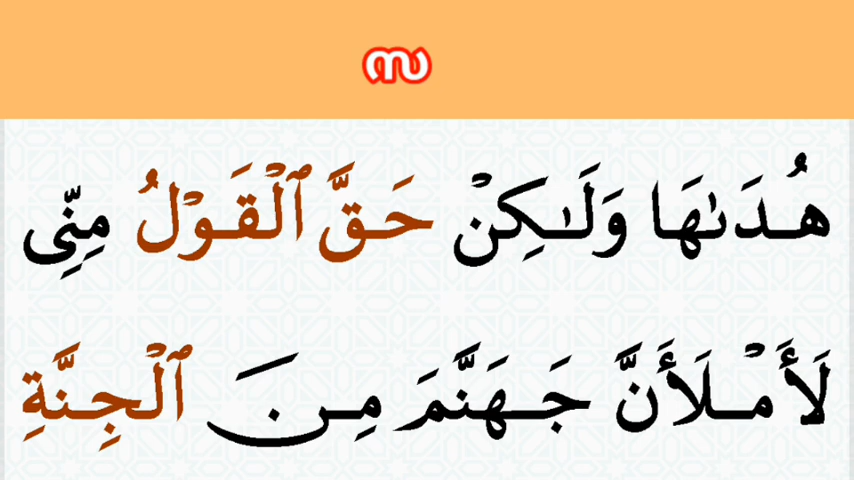 ന്ധ
هُدَىٰهَا وَلَٰكِنْ حَقَّ ٱلْقَوْلُ مِنِّى
لَأَمْلَأَنَّ جَهَنَّمَ مِنَ ٱلْجِنَّةِ